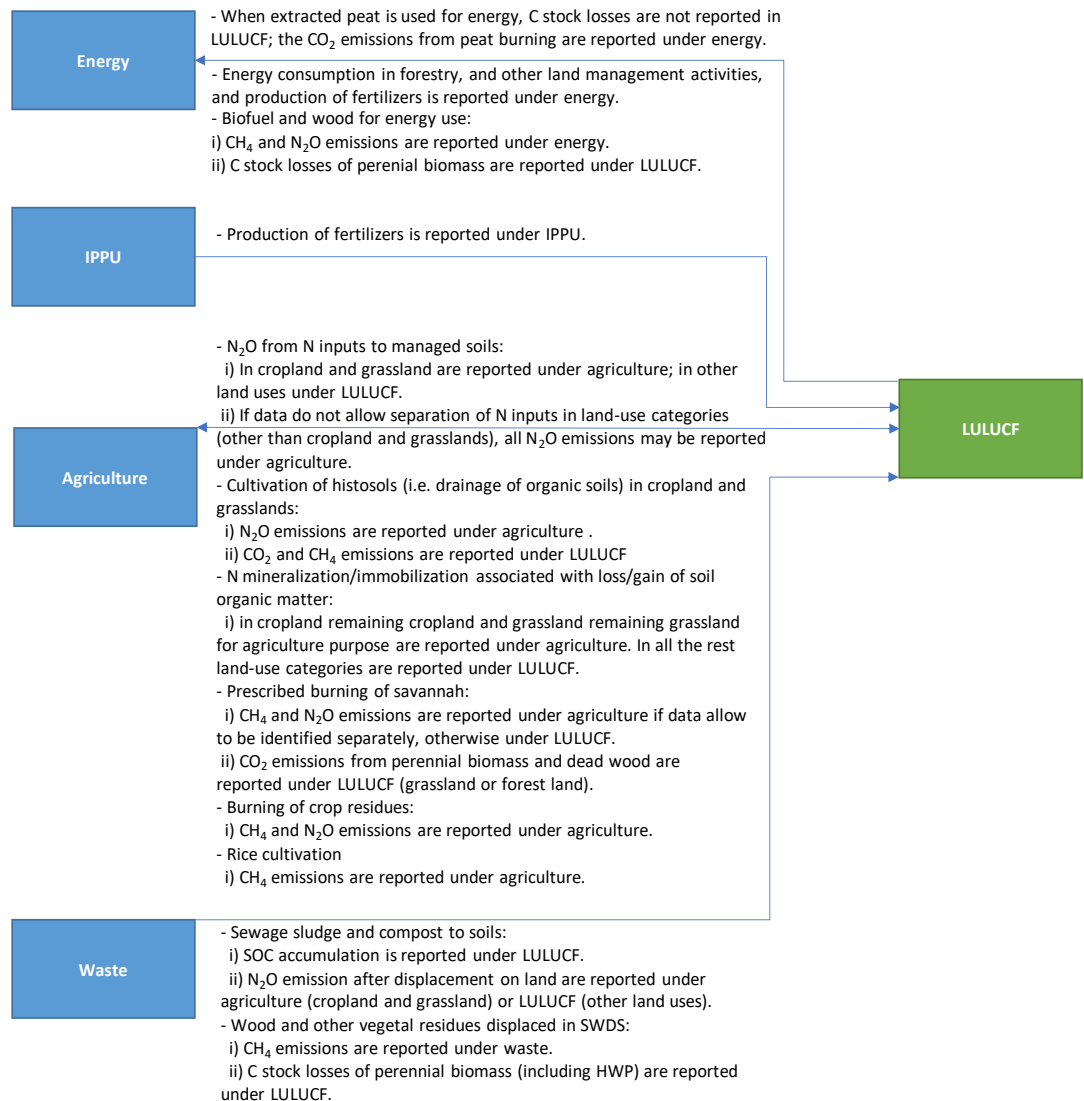 - When extracted peat is used for energy, C stock losses are not reported in
LULUCF; the CO₂ emissions from peat burning are reported under energy.
Energy
- Energy consumption in forestry, and other land management activities,
and production of fertilizers is reported under energy.
- Biofuel and wood for energy use:
i) CH₄ and N₂O emissions are reported under energy.
ii) C stock losses of perenial biomass are reported under LULUCF.
IPPU
- Production of fertilizers is reported under IPPU.
Agriculture
- N₂O from N inputs to managed soils:
i) In cropland and grassland are reported under agriculture; in other
land uses under LULUCF.
ii) If data do not allow separation of N inputs in land-use categories
(other than cropland and grasslands), all N₂O emissions may be reported
under agriculture.
- Cultivation of histosols (i.e. drainage of organic soils) in cropland and
grasslands:
i) N₂O emissions are reported under agriculture .
ii) CO₂ and CH₄ emissions are reported under LULUCF
- N mineralization/immobilization associated with loss/gain of soil
organic matter:
i) in cropland remaining cropland and grassland remaining grassland
for agriculture purpose are reported under agriculture. In all the rest
land-use categories are reported under LULUCF.
- Prescribed burning of savannah:
i) CH₄ and N₂O emissions are reported under agriculture if data allow
to be identified separately, otherwise under LULUCF.
ii) CO₂ emissions from perennial biomass and dead wood are
reported under LULUCF (grassland or forest land).
- Burning of crop residues:
i) CH₄ and N₂O emissions are reported under agriculture.
- Rice cultivation
i) CH₄ emissions are reported under agriculture.
LULUCF
Waste
- Sewage sludge and compost to soils:
i) SOC accumulation is reported under LULUCF.
ii) N₂O emission after displacement on land are reported under
agriculture (cropland and grassland) or LULUCF (other land uses).
- Wood and other vegetal residues displaced in SWDS:
i) CH₄ emissions are reported under waste.
ii) C stock losses of perennial biomass (including HWP) are reported
under LULUCF.